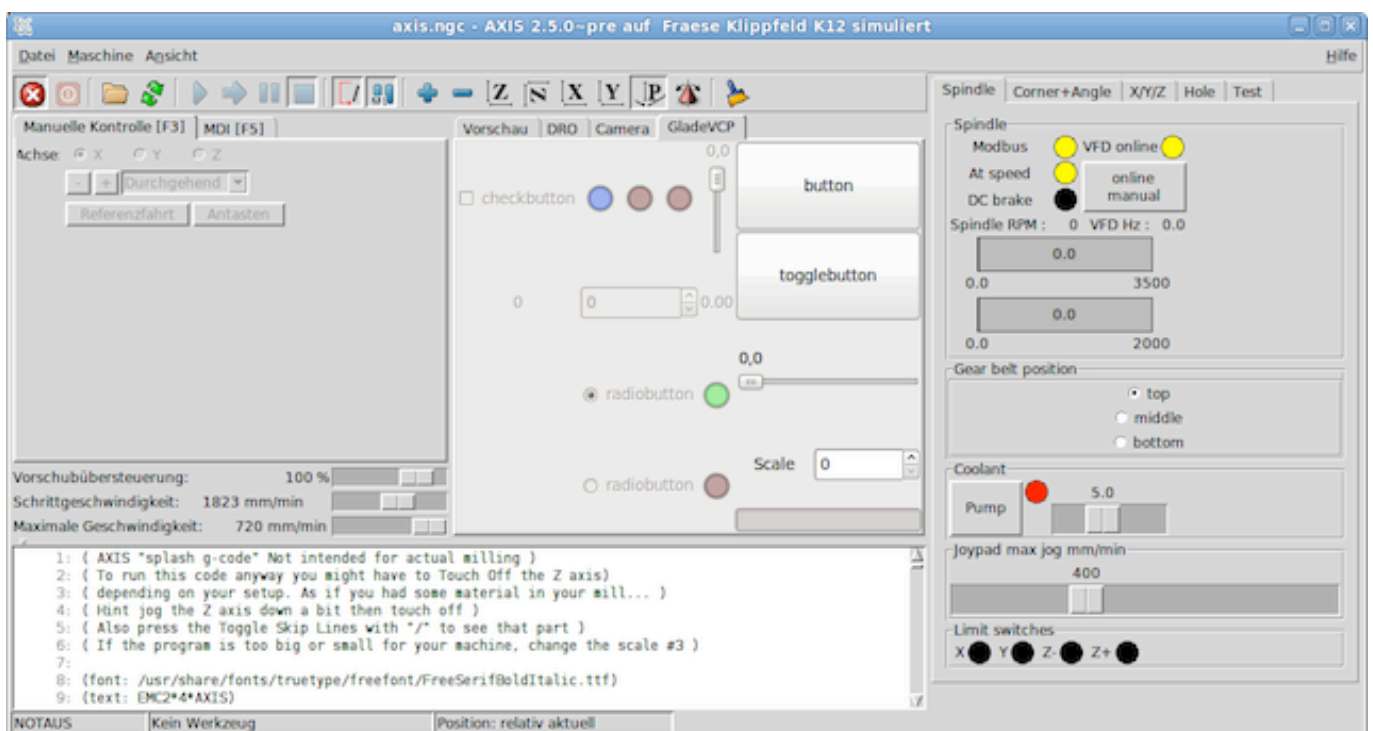 axis.ngc - AXIS 2.5.0~pre auf Fraese Klippfeld K12 simuliert
Datei Maschine Ansicht Hilfe
Z N X Y P
Manuelle Kontrolle [F3] MDI [F5]
Achse: X Y Z
- + Durchgehend
Referenzfahrt Antasten
Vorschau DRO Camera GladeVCP
0,0
checkbutton
button
togglebutton
0 0 0.00
0,0
radiobutton
Scale 0
radiobutton
Vorschubübersteuerung: 100 %
Schrittgeschwindigkeit: 1823 mm/min
Maximale Geschwindigkeit: 720 mm/min
Spindle Corner+Angle X/Y/Z Hole Test
Spindle
Modbus VFD online
At speed
online
manual
DC brake
Spindle RPM : 0 VFD Hz : 0.0
0.0
0.0 3500
0.0
0.0 2000
Gear belt position
top
middle
bottom
Coolant
Pump
5.0
Joypad max jog mm/min
400
Limit switches
X Y Z- Z+
1: ( AXIS "splash g-code" Not intended for actual milling )
2: ( To run this code anyway you might have to Touch Off the Z axis)
3: ( depending on your setup. As if you had some material in your mill... )
4: ( Hint jog the Z axis down a bit then touch off )
5: ( Also press the Toggle Skip Lines with "/" to see that part )
6: ( If the program is too big or small for your machine, change the scale #3 )
7:
8: (font: /usr/share/fonts/truetype/freefont/FreeSerifBoldItalic.ttf)
9: (text: EMC2*4*AXIS)
NOTAUS Kein Werkzeug Position: relativ aktuell